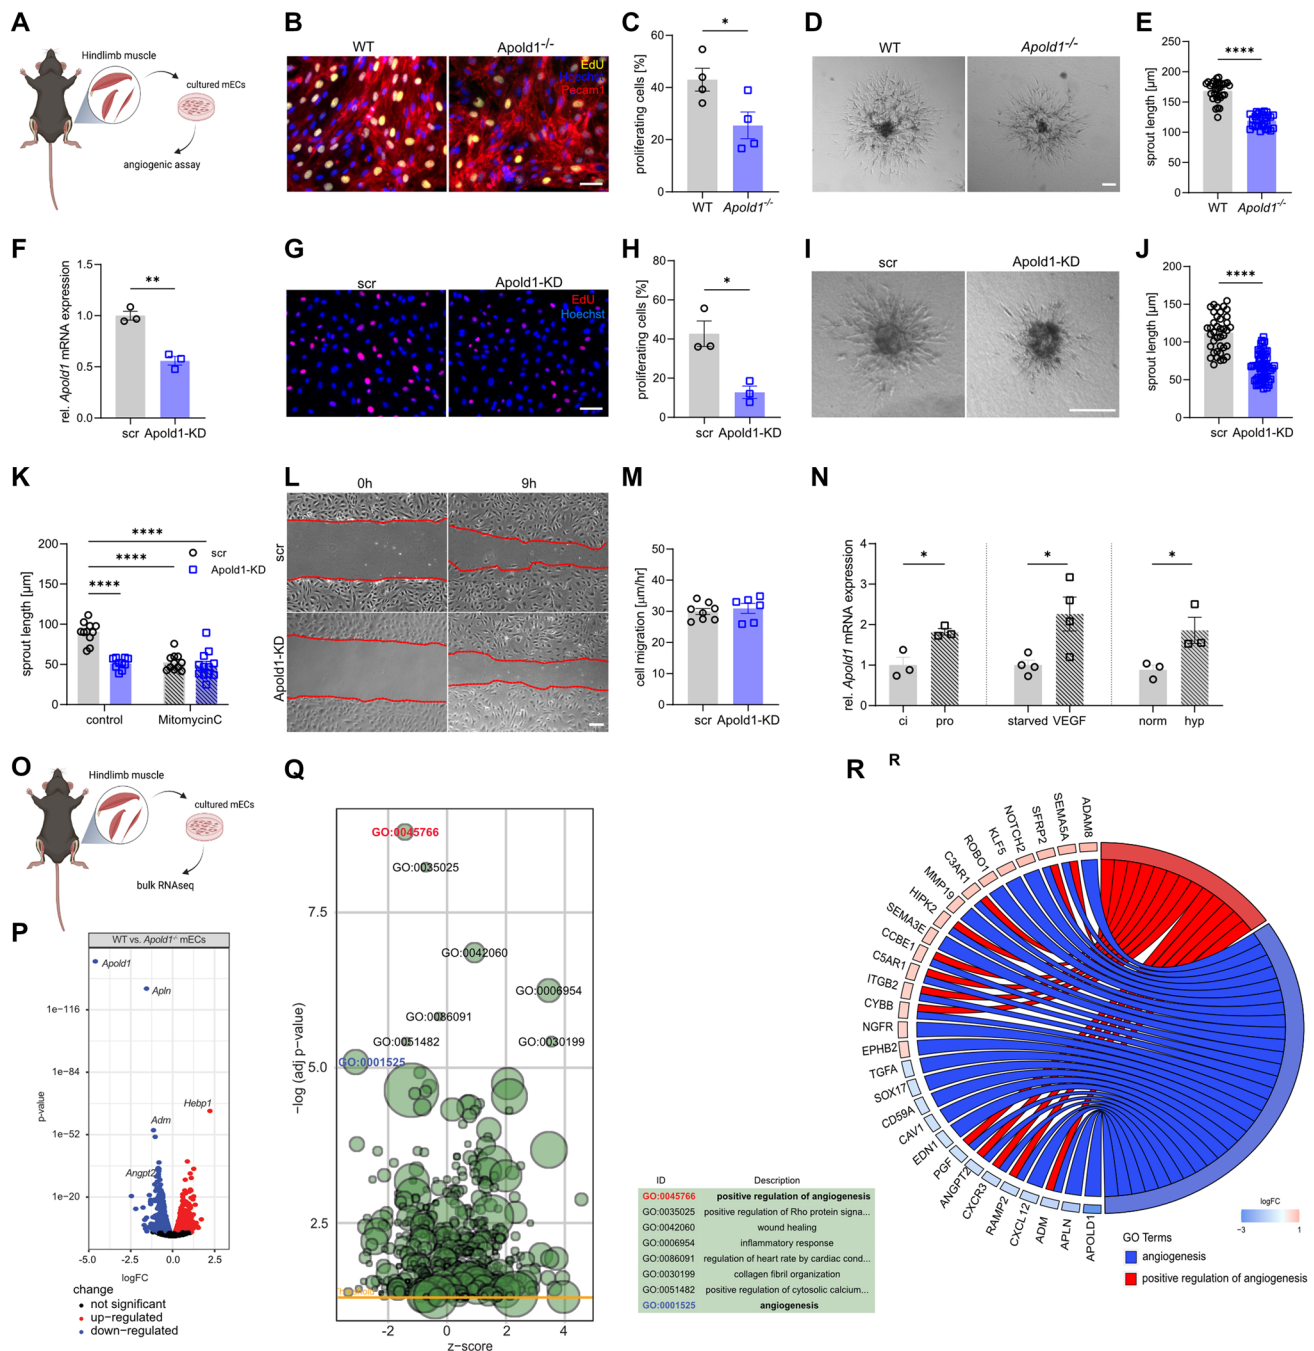 A
Hindlimb muscle
cultured mECs
angiogenic assay
B
WT
Apold1-/-
EdU
Hoechst
Pecam1
C
*
proliferating cells [%]
60
40
20
0
WT
Apold1-/-
D
WT
Apold1-/-
E
****
sprout length [µm]
250
200
150
100
50
0
WT
Apold1-/-
F
**
rel. Apold1 mRNA expression
1.5
1.0
0.5
0.0
scr
Apold1-KD
G
scr
Apold1-KD
EdU
Hoechst
H
*
proliferating cells [%]
80
60
40
20
0
scr
Apold1-KD
I
scr
Apold1-KD
J
****
sprout length [µm]
200
150
100
50
0
scr
Apold1-KD
K
****
****
****
scr
Apold1-KD
sprout length [µm]
200
150
100
50
0
control
MitomycinC
L
0h
9h
scr
Apold1-KD
M
cell migration [µm/hr]
50
40
30
20
10
0
scr
Apold1-KD
N
rel. Apold1 mRNA expression
*
*
*
4
3
2
1
0
ci
pro
starved
VEGF
norm
hyp
O
Hindlimb muscle
cultured mECs
bulk RNAseq
P
WT vs. Apold1-/- mECs
Apold1
Apln
Hebp1
Adm
Angpt2
p-value
1e−116
1e−84
1e−52
1e−20
-5.0
-2.5
0.0
2.5
logFC
change
not significant
up−regulated
down−regulated
Q
GO:0045766
GO:0035025
GO:0042060
GO:0006954
GO:0086091
GO:0051482
GO:0030199
GO:0001525
−log (adj p−value)
7.5
5.0
2.5
-2
0
2
4
z−score
ID Description
GO:0045766 positive regulation of angiogenesis
GO:0035025 positive regulation of Rho protein signa...
GO:0042060 wound healing
GO:0006954 inflammatory response
GO:0086091 regulation of heart rate by cardiac cond...
GO:0030199 collagen fibril organization
GO:0051482 positive regulation of cytosolic calcium...
GO:0001525 angiogenesis
R
R
ADAM8
SEMA5A
SFRP2
NOTCH2
KLF5
ROBO1
C3AR1
MMP19
HIPK2
SEMA3E
CCBE1
C5AR1
ITGB2
CYBB
NGFR
EPHB2
TGFA
SOX17
CD59A
CAV1
EDN1
PGF
ANGPT2
CXCR3
RAMP2
CXCL12
ADM
APLN
APOLD1
logFC
−3
1
GO Terms
angiogenesis
positive regulation of angiogenesis